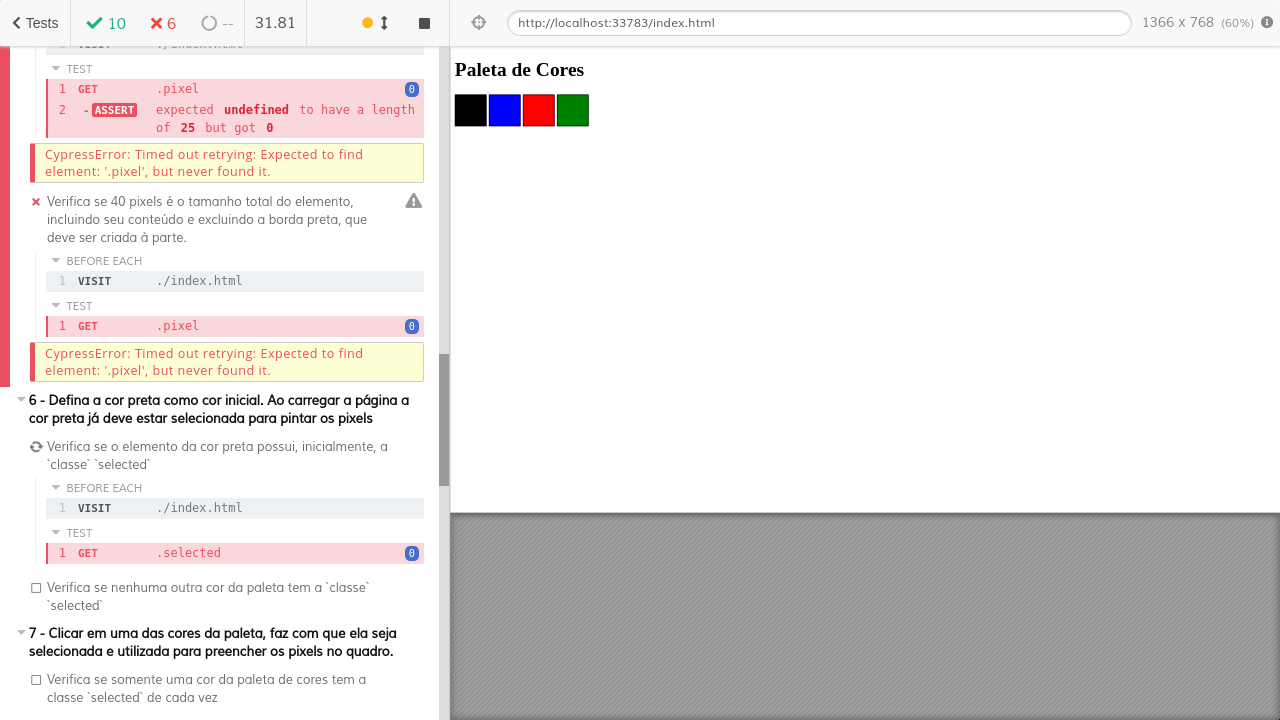 Tests
10
6
--
31.81
http://localhost:33783/index.html
1366 x 768 (60%)
1 VISIT ./index.html
TEST
1 GET .pixel 0
2 -ASSERT expected undefined to have a length
of 25 but got 0
CypressError: Timed out retrying: Expected to find
element: '.pixel', but never found it.
Verifica se 40 pixels é o tamanho total do elemento,
incluindo seu conteúdo e excluindo a borda preta, que
deve ser criada à parte.
BEFORE EACH
1 VISIT ./index.html
TEST
1 GET .pixel 0
CypressError: Timed out retrying: Expected to find
element: '.pixel', but never found it.
6 - Defina a cor preta como cor inicial. Ao carregar a página a
cor preta já deve estar selecionada para pintar os pixels
Verifica se o elemento da cor preta possui, inicialmente, a
`classe` `selected`
BEFORE EACH
1 VISIT ./index.html
TEST
1 GET .selected 0
Verifica se nenhuma outra cor da paleta tem a `classe`
`selected`
7 - Clicar em uma das cores da paleta, faz com que ela seja
selecionada e utilizada para preencher os pixels no quadro.
Verifica se somente uma cor da paleta de cores tem a
classe `selected` de cada vez
Paleta de Cores